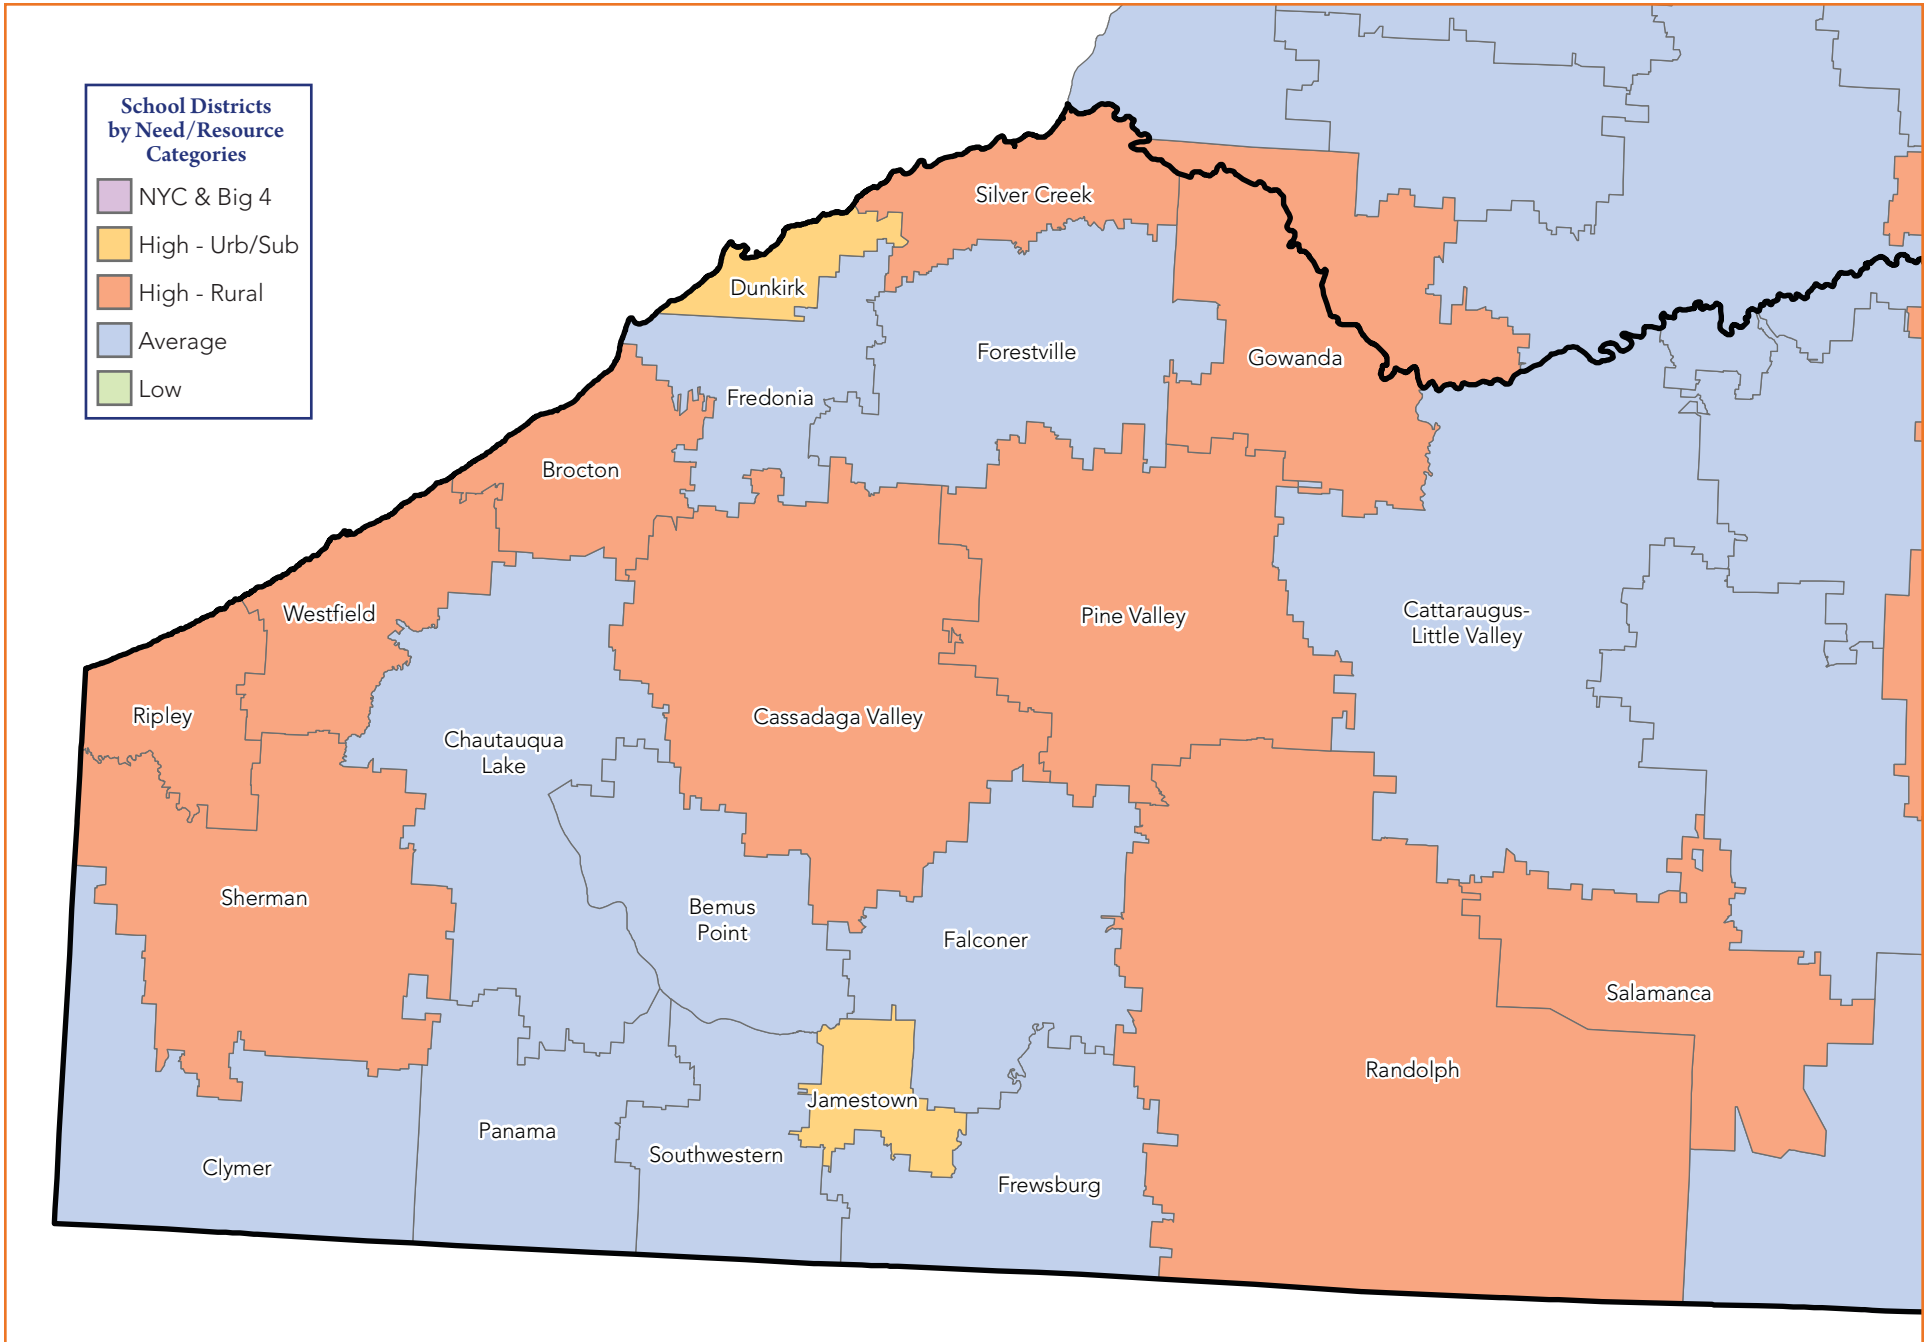 School Districts
by Need/Resource
Categories
NYC & Big 4
High - Urb/Sub
High - Rural
Average
Low
Silver Creek
Dunkirk
Forestville
Gowanda
Fredonia
Brocton
Westfield
Pine Valley
Cattaraugus-
Little Valley
Ripley
Cassadaga Valley
Chautauqua
Lake
Sherman
Bemus
Point
Falconer
Salamanca
Randolph
Jamestown
Panama
Southwestern
Clymer
Frewsburg